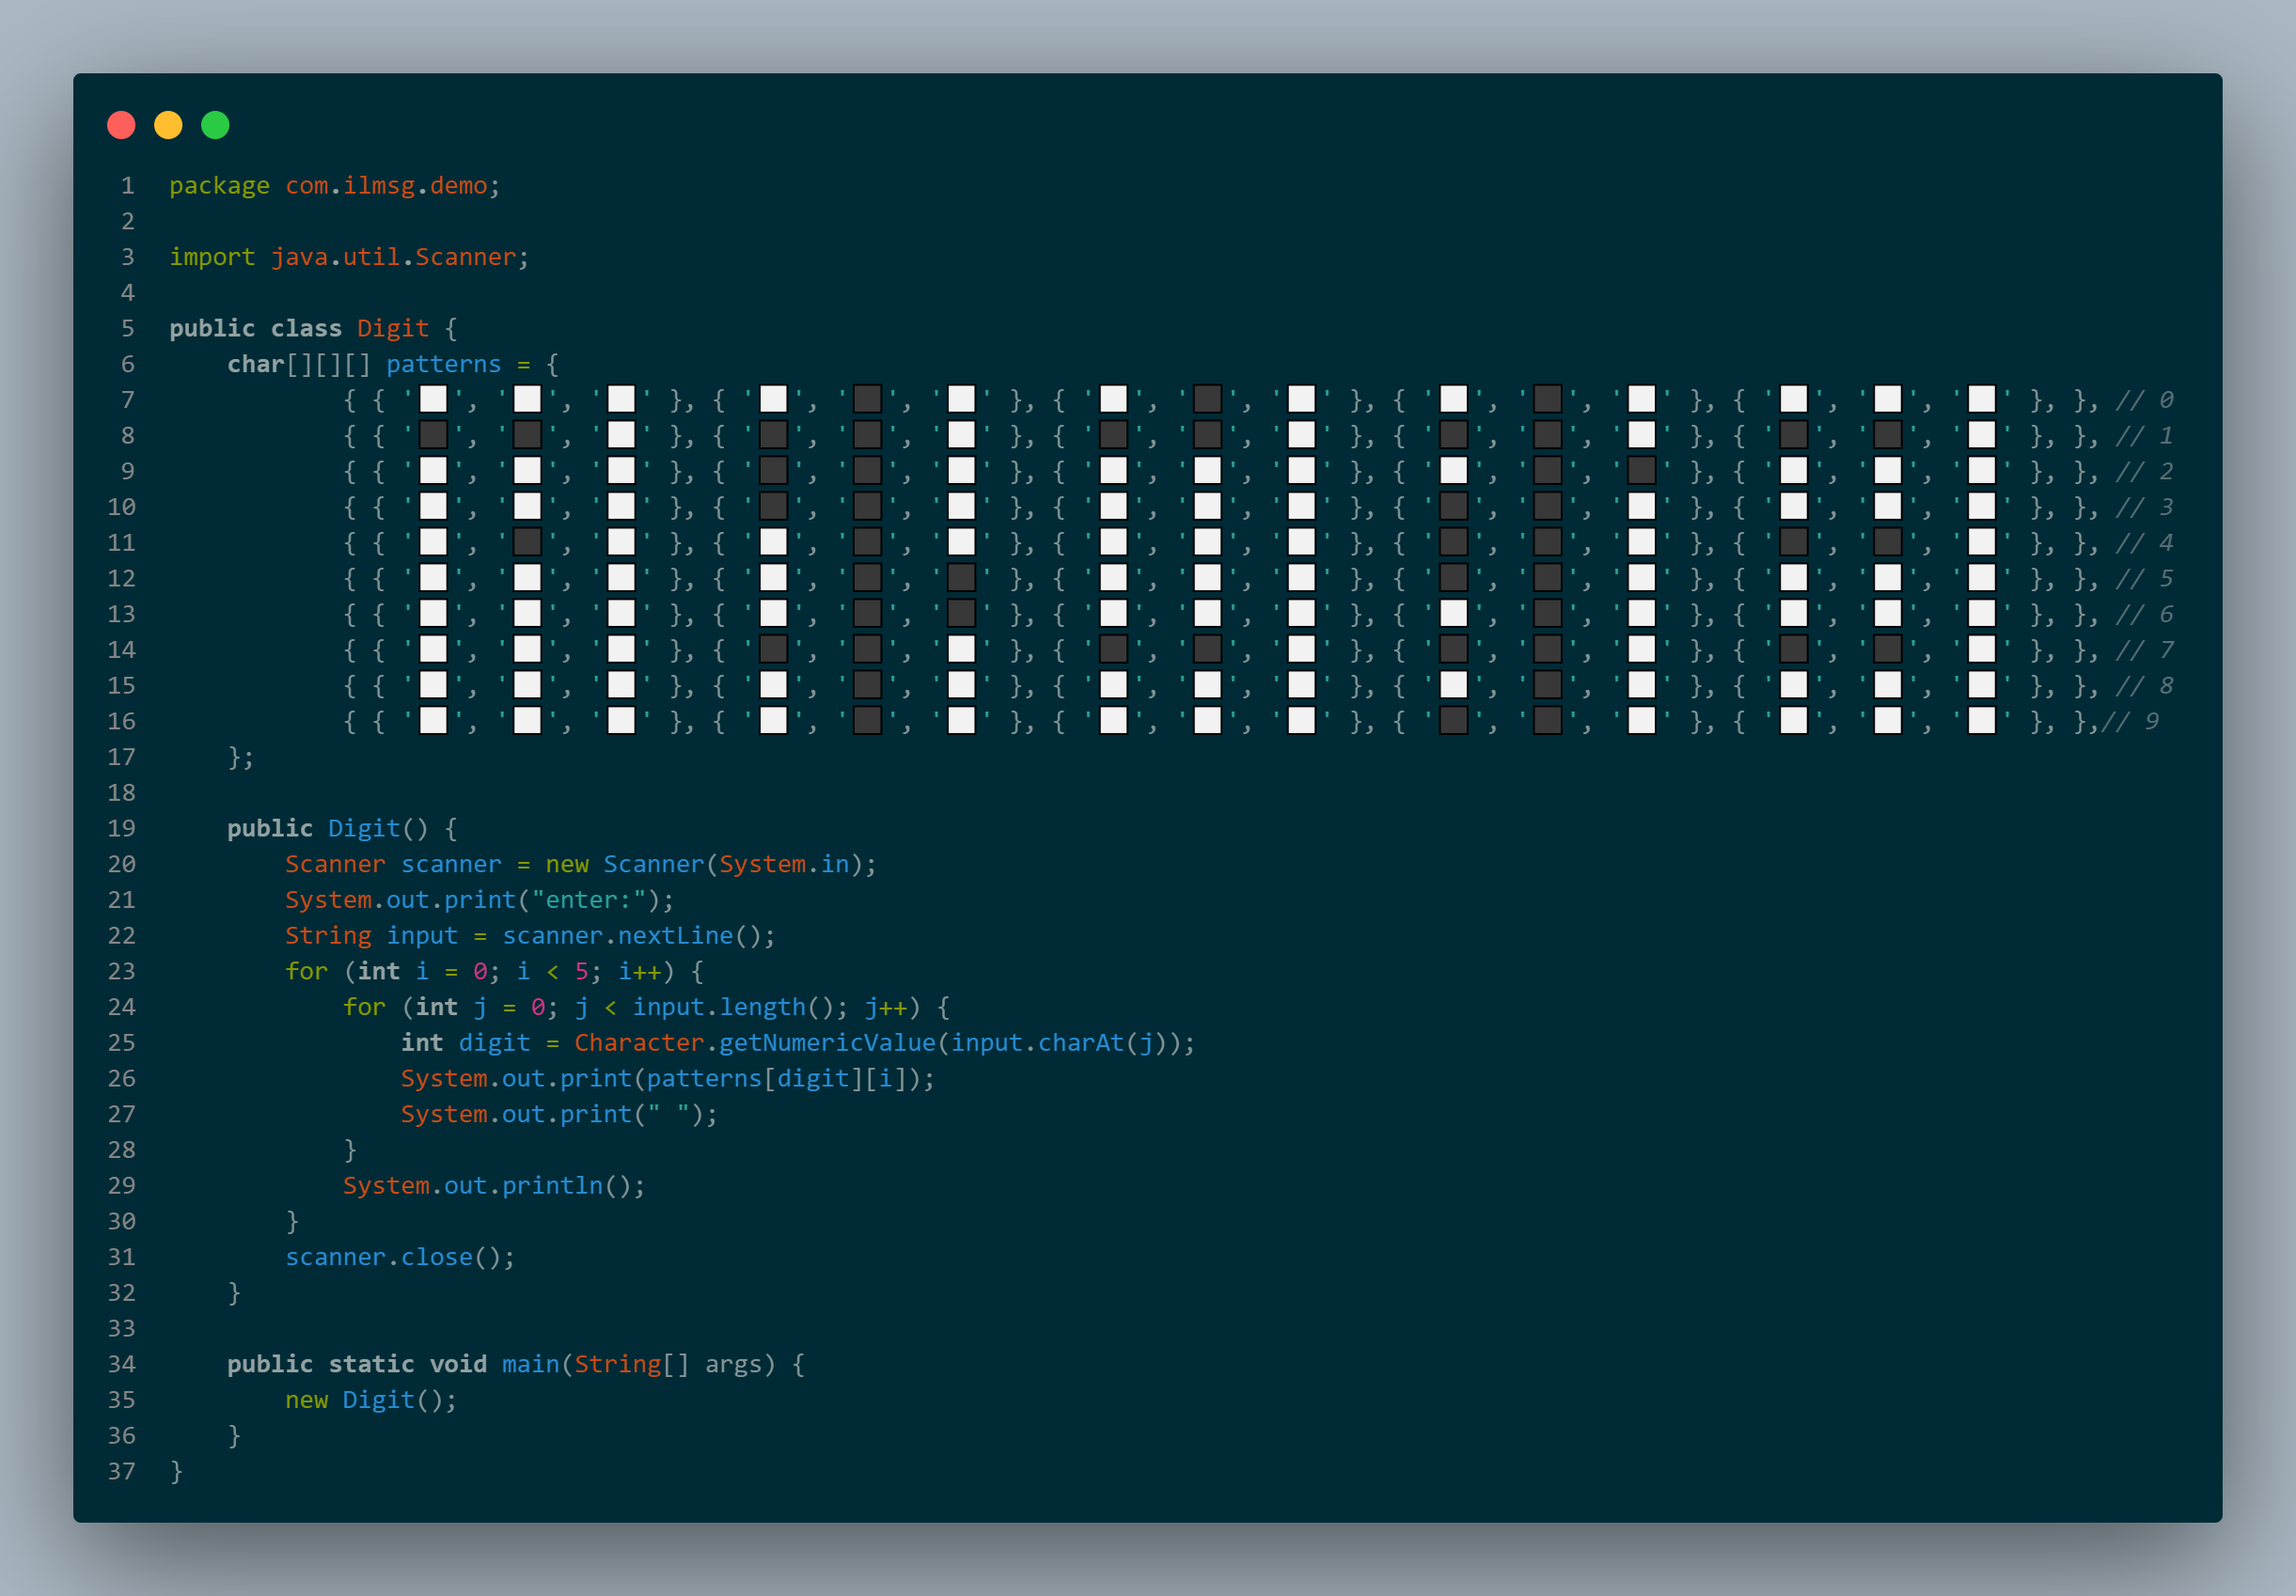 1 package com.ilmsg.demo;
2
3 import java.util.Scanner;
4
5 public class Digit {
6     char[][][] patterns = {
7             { { '⬜', '⬜', '⬜' }, { '⬜', '⬛', '⬜' }, { '⬜', '⬛', '⬜' }, { '⬜', '⬛', '⬜' }, { '⬜', '⬜', '⬜' }, }, // 0
8             { { '⬛', '⬛', '⬜' }, { '⬛', '⬛', '⬜' }, { '⬛', '⬛', '⬜' }, { '⬛', '⬛', '⬜' }, { '⬛', '⬛', '⬜' }, }, // 1
9             { { '⬜', '⬜', '⬜' }, { '⬛', '⬛', '⬜' }, { '⬜', '⬜', '⬜' }, { '⬜', '⬛', '⬛' }, { '⬜', '⬜', '⬜' }, }, // 2
10             { { '⬜', '⬜', '⬜' }, { '⬛', '⬛', '⬜' }, { '⬜', '⬜', '⬜' }, { '⬛', '⬛', '⬜' }, { '⬜', '⬜', '⬜' }, }, // 3
11             { { '⬜', '⬛', '⬜' }, { '⬜', '⬛', '⬜' }, { '⬜', '⬜', '⬜' }, { '⬛', '⬛', '⬜' }, { '⬛', '⬛', '⬜' }, }, // 4
12             { { '⬜', '⬜', '⬜' }, { '⬜', '⬛', '⬛' }, { '⬜', '⬜', '⬜' }, { '⬛', '⬛', '⬜' }, { '⬜', '⬜', '⬜' }, }, // 5
13             { { '⬜', '⬜', '⬜' }, { '⬜', '⬛', '⬛' }, { '⬜', '⬜', '⬜' }, { '⬜', '⬛', '⬜' }, { '⬜', '⬜', '⬜' }, }, // 6
14             { { '⬜', '⬜', '⬜' }, { '⬛', '⬛', '⬜' }, { '⬛', '⬛', '⬜' }, { '⬛', '⬛', '⬜' }, { '⬛', '⬛', '⬜' }, }, // 7
15             { { '⬜', '⬜', '⬜' }, { '⬜', '⬛', '⬜' }, { '⬜', '⬜', '⬜' }, { '⬜', '⬛', '⬜' }, { '⬜', '⬜', '⬜' }, }, // 8
16             { { '⬜', '⬜', '⬜' }, { '⬜', '⬛', '⬜' }, { '⬜', '⬜', '⬜' }, { '⬛', '⬛', '⬜' }, { '⬜', '⬜', '⬜' }, },// 9
17     };
18
19     public Digit() {
20         Scanner scanner = new Scanner(System.in);
21         System.out.print("enter:");
22         String input = scanner.nextLine();
23         for (int i = 0; i < 5; i++) {
24             for (int j = 0; j < input.length(); j++) {
25                 int digit = Character.getNumericValue(input.charAt(j));
26                 System.out.print(patterns[digit][i]);
27                 System.out.print(" ");
28             }
29             System.out.println();
30         }
31         scanner.close();
32     }
33
34     public static void main(String[] args) {
35         new Digit();
36     }
37 }